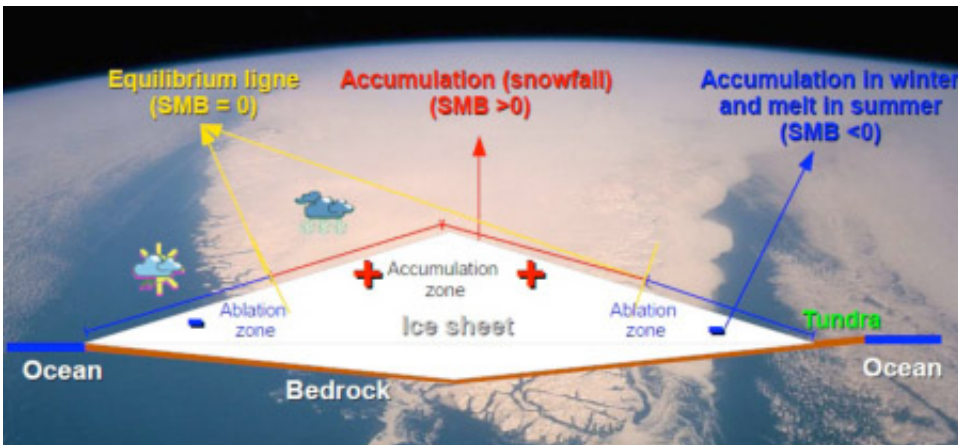 Equilibrium ligne
(SMB = 0)
Accumulation (snowfall)
(SMB >0)
Accumulation in winter
and melt in summer
(SMB <0)
Accumulation
zone
Ablation
zone
Ice sheet
Ablation
zone
Tundra
Ocean
Bedrock
Ocean